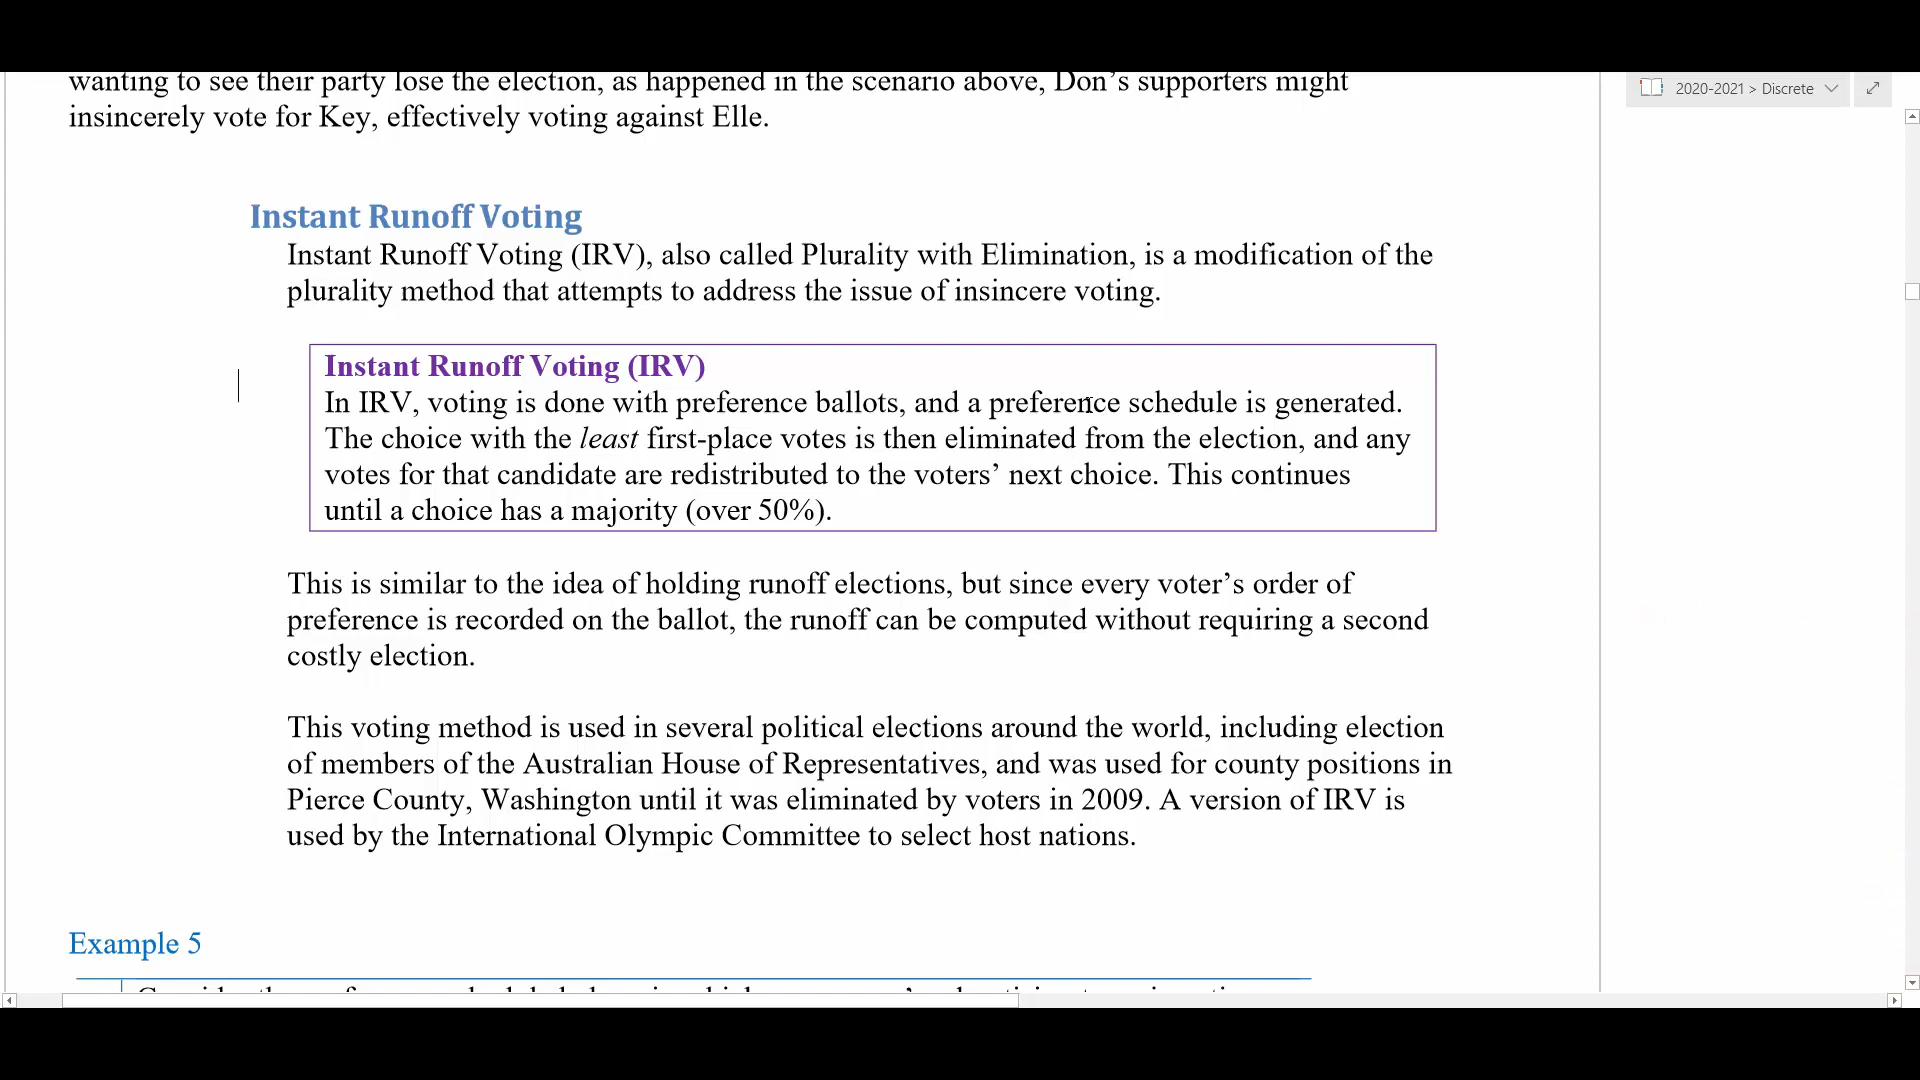 wanting to see their party lose the election, as happened in the scenario above, Don's supporters might
insincerely vote for Key, effectively voting against Elle.
2020-2021 > Discrete
Instant Runoff Voting
Instant Runoff Voting (IRV), also called Plurality with Elimination, is a modification of the
plurality method that attempts to address the issue of insincere voting.
Instant Runoff Voting (IRV)
In IRV, voting is done with preference ballots, and a preference schedule is generated.
The choice with the least first-place votes is then eliminated from the election, and any
votes for that candidate are redistributed to the voters' next choice. This continues
until a choice has a majority (over 50%).
This is similar to the idea of holding runoff elections, but since every voter's order of
preference is recorded on the ballot, the runoff can be computed without requiring a second
costly election.
This voting method is used in several political elections around the world, including election
of members of the Australian House of Representatives, and was used for county positions in
Pierce County, Washington until it was eliminated by voters in 2009. A version of IRV is
used by the International Olympic Committee to select host nations.
Example 5